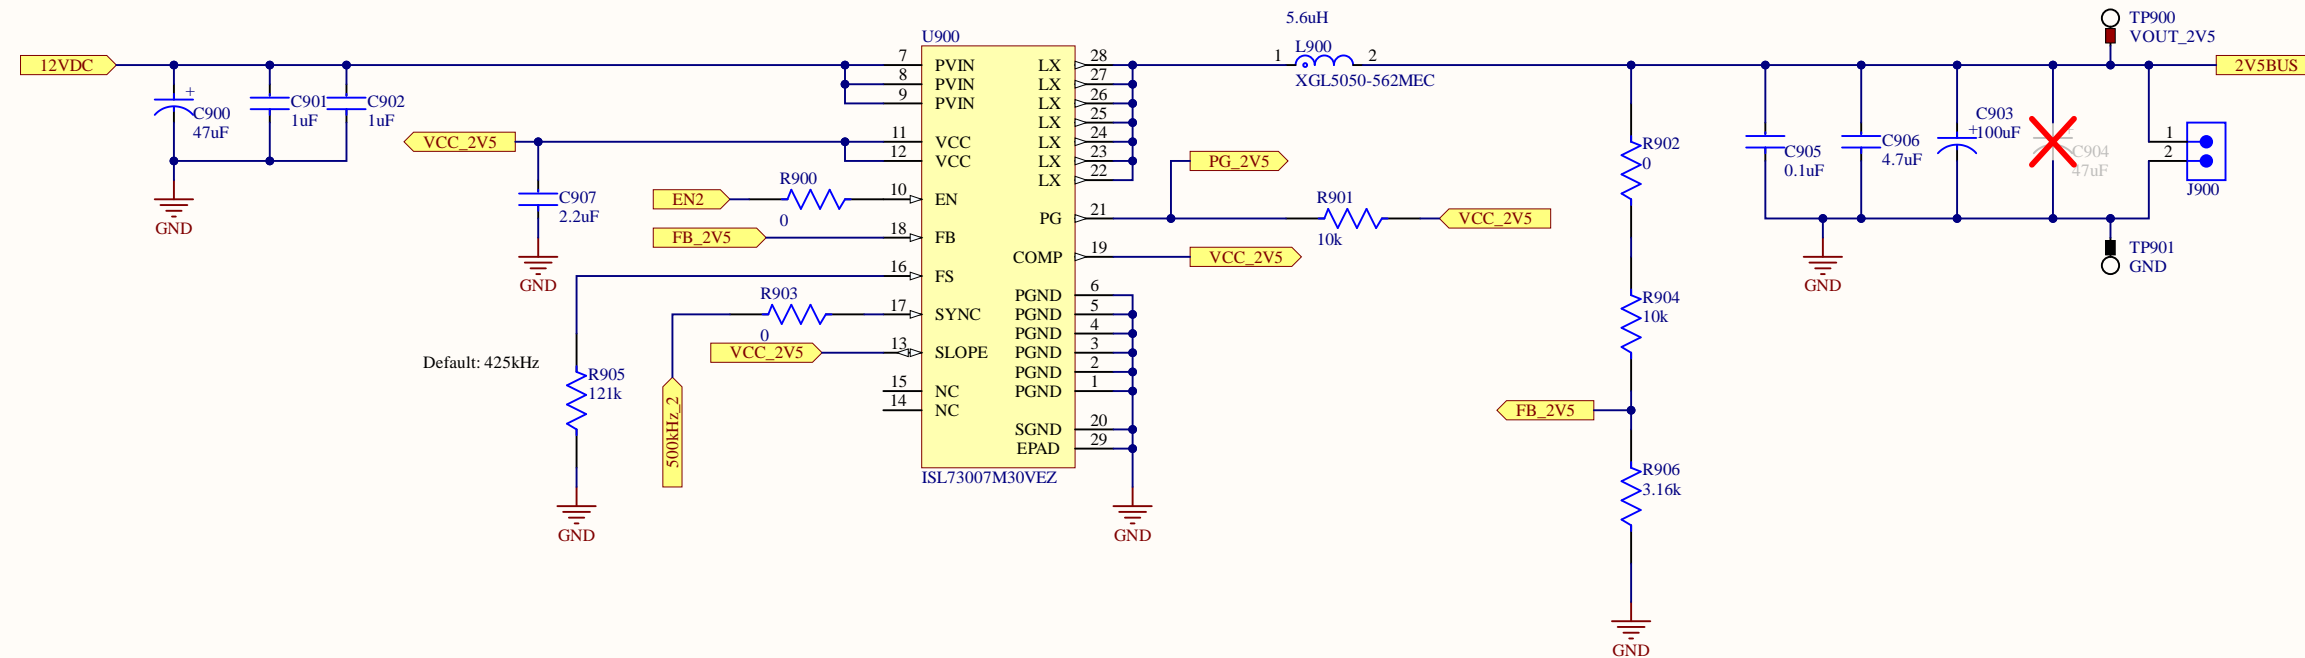 5.6uH
TP900
VOUT_2V5
U900
L900
1
2
12VDC
7
PVIN
LX
28
2V5BUS
8
PVIN
LX
27
XGL5050-562MEC
9
PVIN
LX
26
+
C900
47uF
C901
1uF
C902
1uF
LX
25
VCC_2V5
11
VCC
LX
24
12
VCC
LX
23
LX
22
PG_2V5
R902
0
C905
0.1uF
C906
4.7uF
C903
+
100uF
C904
47uF
1
2
J900
R900
0
EN2
10
EN
C907
2.2uF
GND
PG
21
R901
10k
VCC_2V5
FB_2V5
18
FB
COMP
19
VCC_2V5
TP901
GND
GND
GND
16
FS
PGND
6
R903
0
17
SYNC
PGND
5
PGND
4
R904
10k
VCC_2V5
13
SLOPE
PGND
3
Default: 425kHz
PGND
2
R905
121k
15
NC
PGND
1
14
NC
500kHz_2
SGND
20
FB_2V5
EPAD
29
ISL73007M30VEZ
R906
3.16k
GND
GND
GND